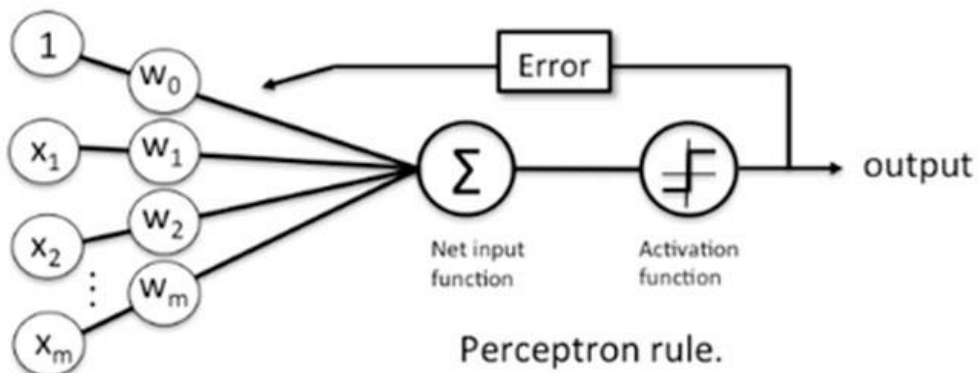 1
w₀
Error
x₁
w₁
Σ
output
x₂
w₂
Net input
function
Activation
function
⋮
wₘ
xₘ
Perceptron rule.